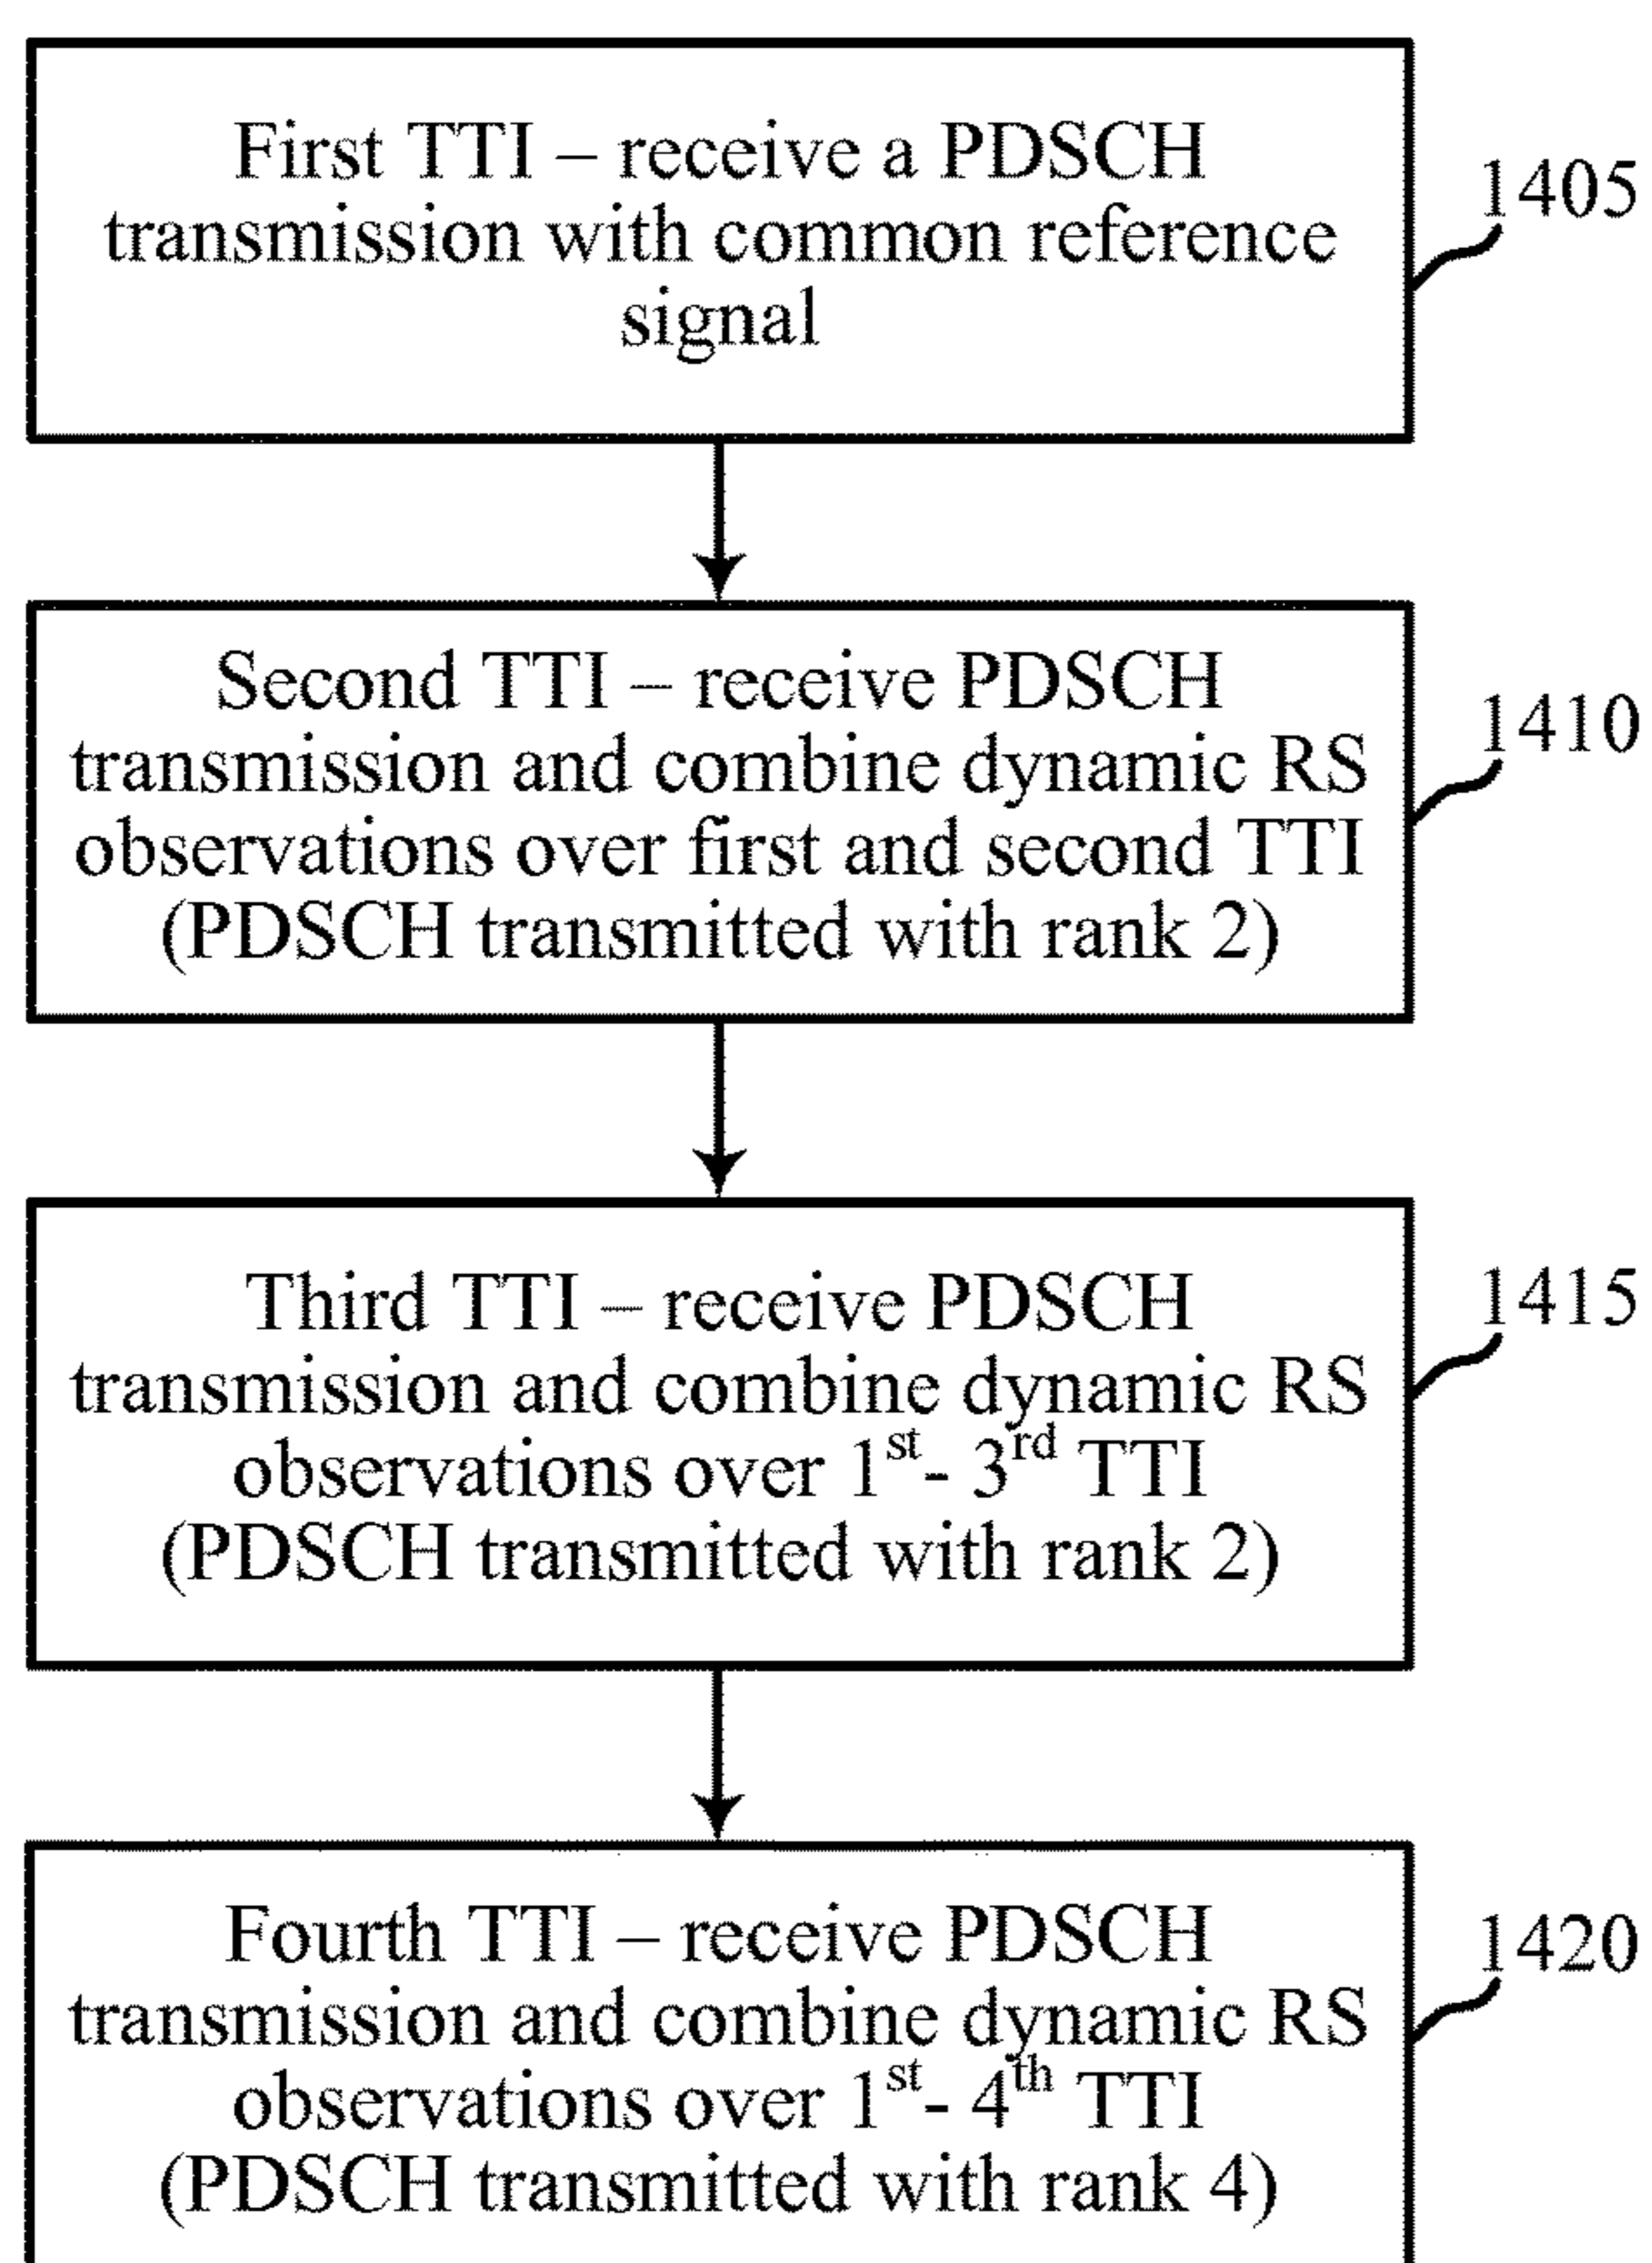 First TTI – receive a PDSCH
transmission with common reference
signal
1405
Second TTI – receive PDSCH
transmission and combine dynamic RS
observations over first and second TTI
(PDSCH transmitted with rank 2)
1410
Third TTI – receive PDSCH
transmission and combine dynamic RS
observations over 1st- 3rd TTI
(PDSCH transmitted with rank 2)
1415
Fourth TTI – receive PDSCH
transmission and combine dynamic RS
observations over 1st- 4th TTI
(PDSCH transmitted with rank 4)
1420